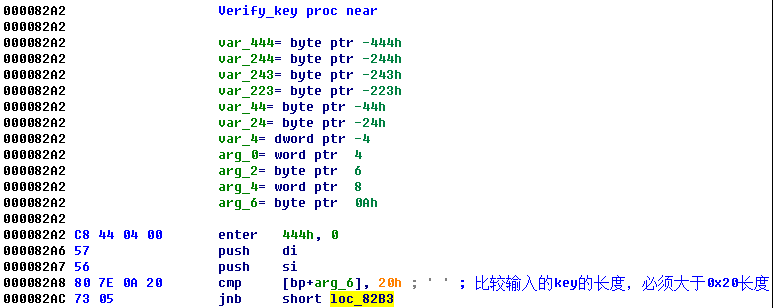 000082A2 Verify_key proc near
000082A2
000082A2 var_444= byte ptr -444h
000082A2 var_244= byte ptr -244h
000082A2 var_243= byte ptr -243h
000082A2 var_223= byte ptr -223h
000082A2 var_44= byte ptr -44h
000082A2 var_24= byte ptr -24h
000082A2 var_4= dword ptr -4
000082A2 arg_0= word ptr  4
000082A2 arg_2= byte ptr  6
000082A2 arg_4= word ptr  8
000082A2 arg_6= byte ptr  0Ah
000082A2
000082A2 C8 44 04 00 enter 444h, 0
000082A6 57 push di
000082A7 56 push si
000082A8 80 7E 0A 20 cmp [bp+arg_6], 20h ; ' ' ; 比较输入的key的长度，必须大于0x20长度
000082AC 73 05 jnb short loc_82B3